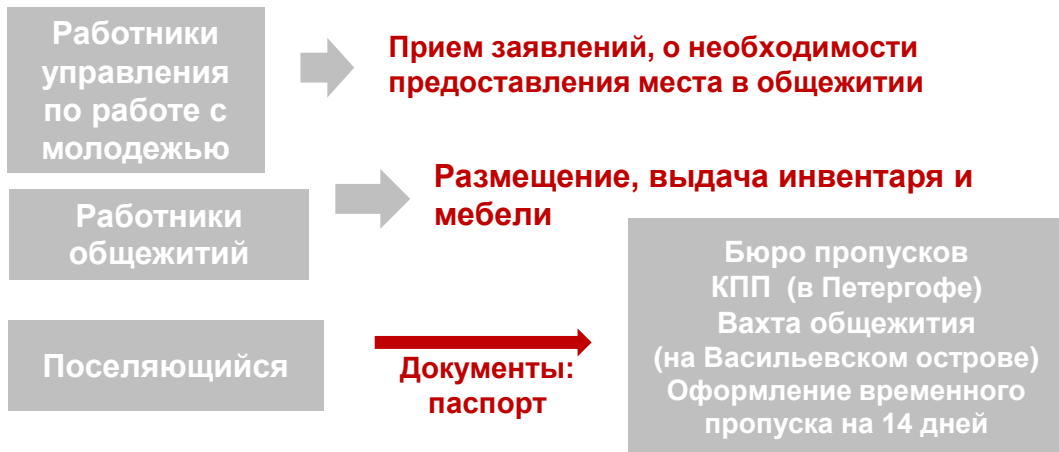 Работники
управления
по работе с
молодежью
Прием заявлений, о необходимости
предоставления места в общежитии
Работники
общежитий
Размещение, выдача инвентаря и
мебели
Поселяющийся
Документы:
паспорт
Бюро пропусков
КПП (в Петергофе)
Вахта общежития
(на Васильевском острове)
Оформление временного
пропуска на 14 дней